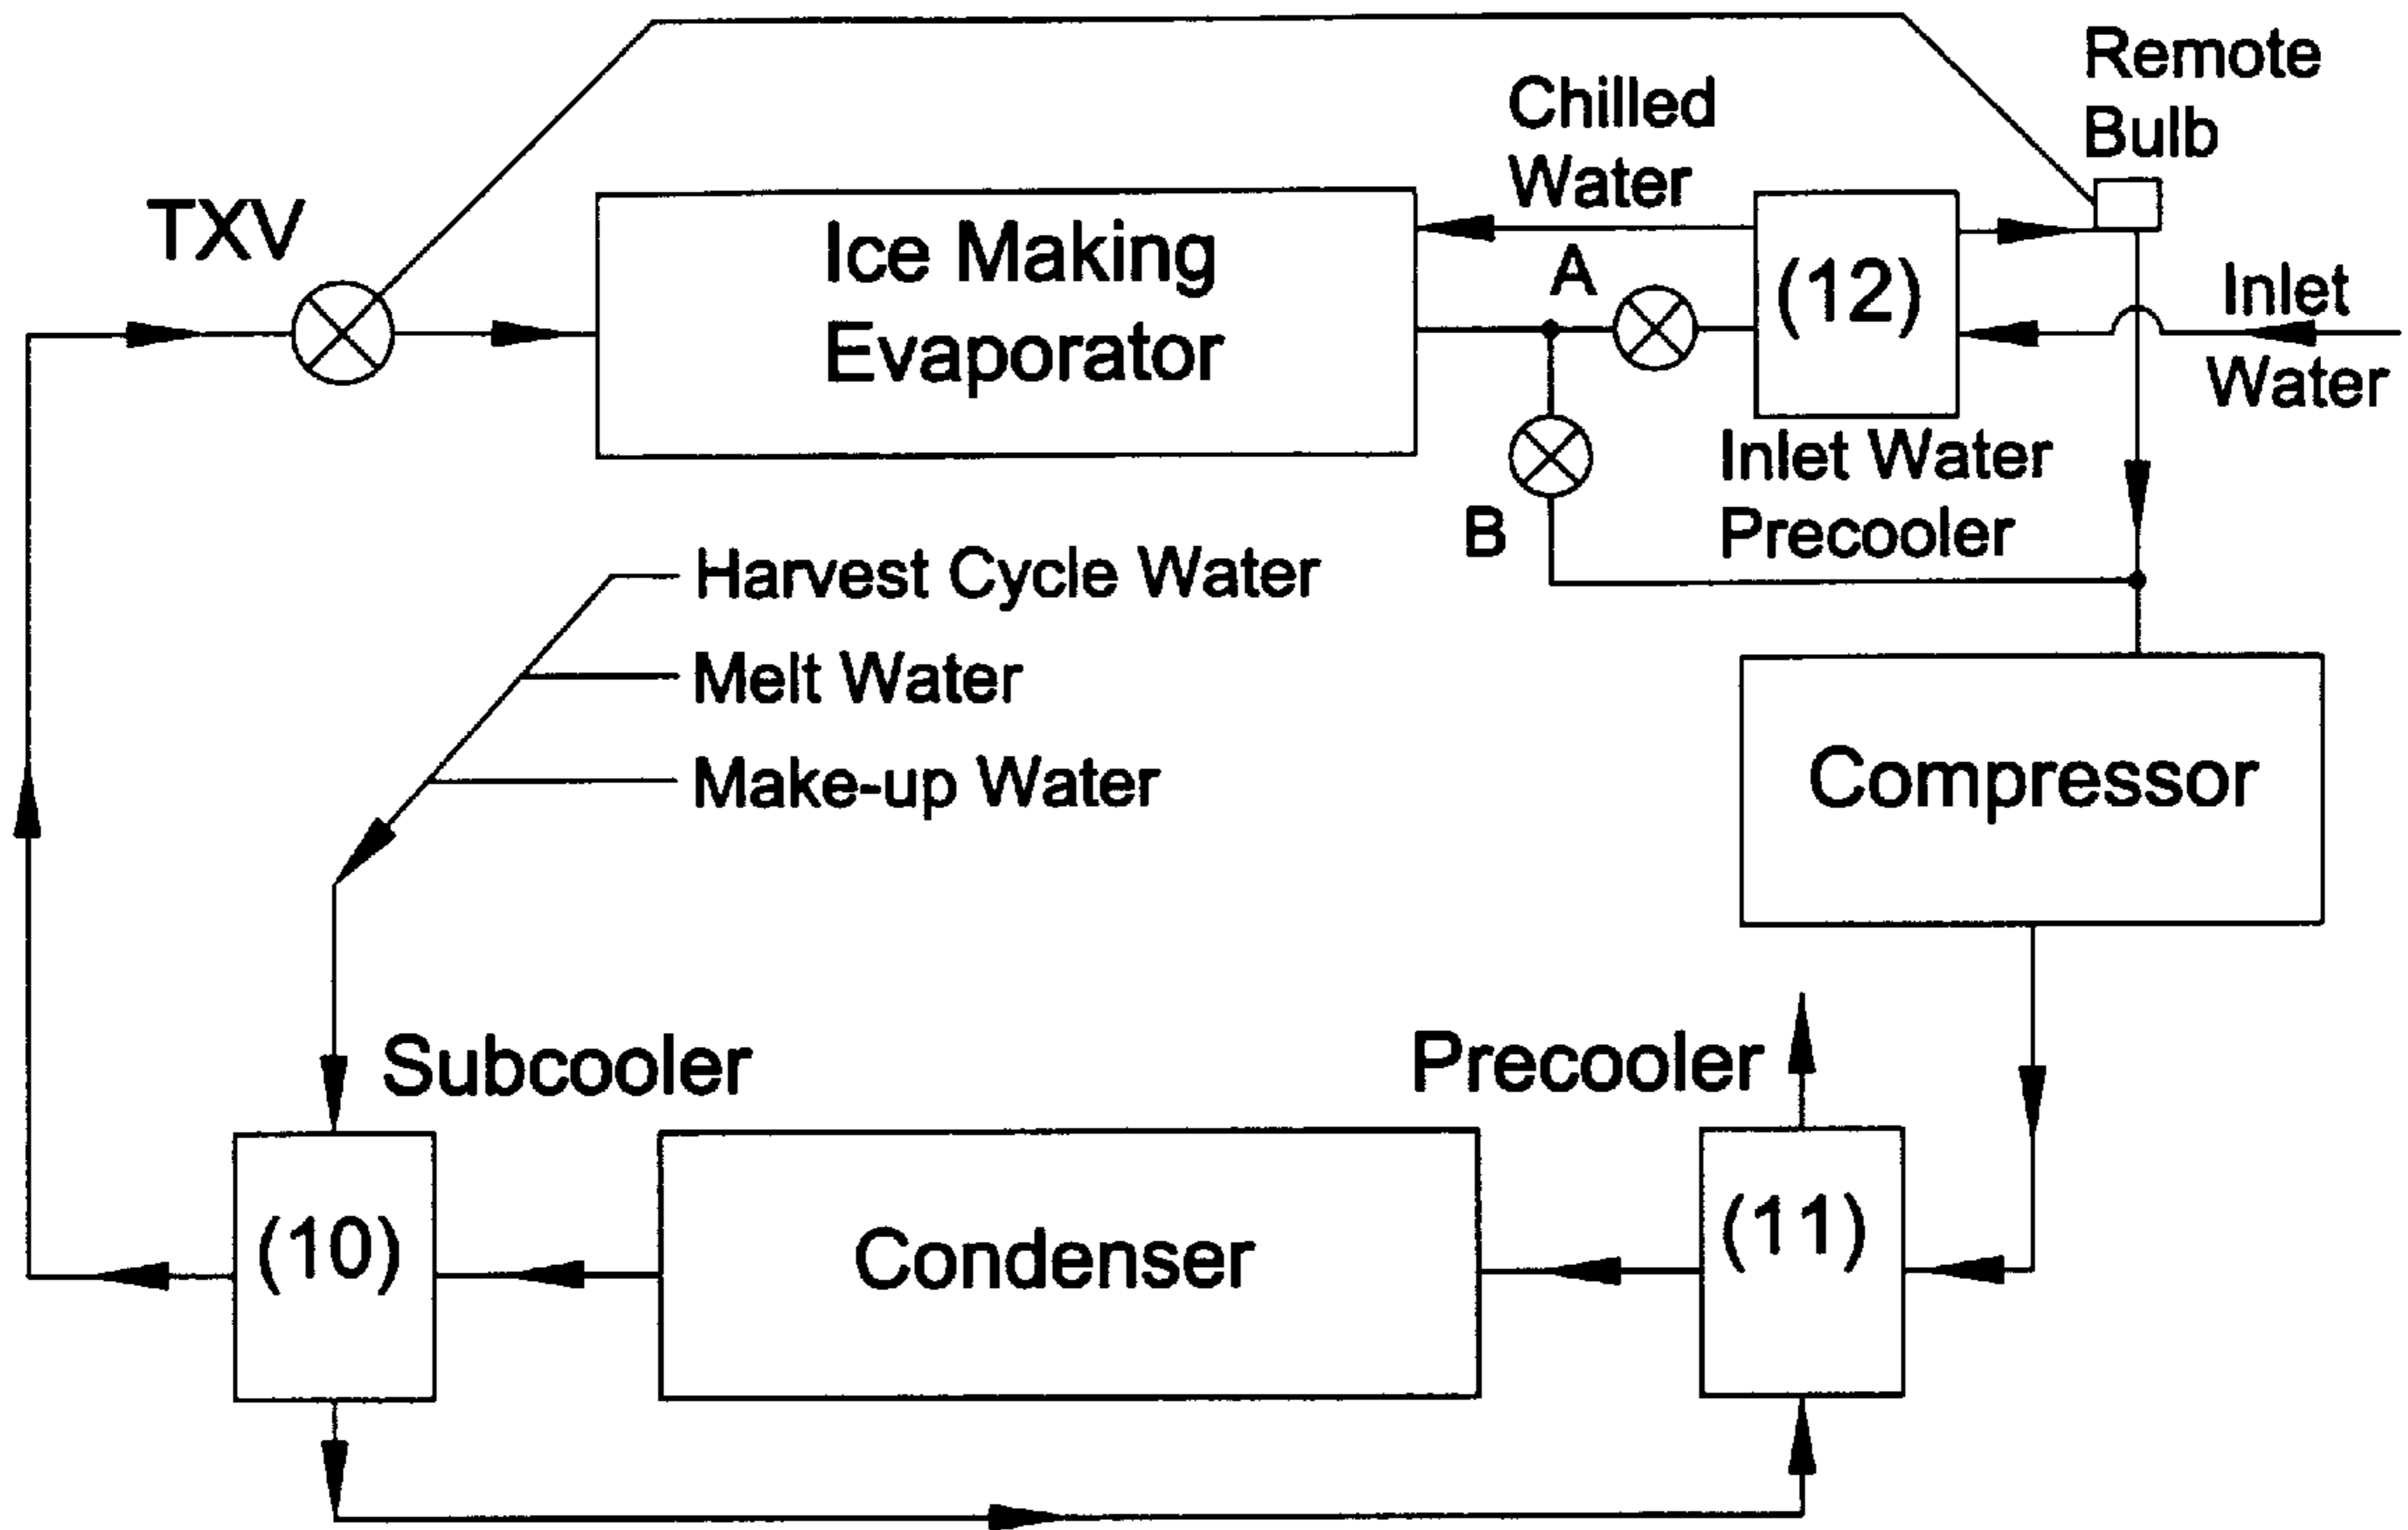 Remote
Bulb
Chilled
Water
TXV
Ice Making
Evaporator
A
(12)
Inlet
Water
Inlet Water
Precooler
B
Harvest Cycle Water
Melt Water
Make-up Water
Compressor
Subcooler
Precooler
(10)
Condenser
(11)